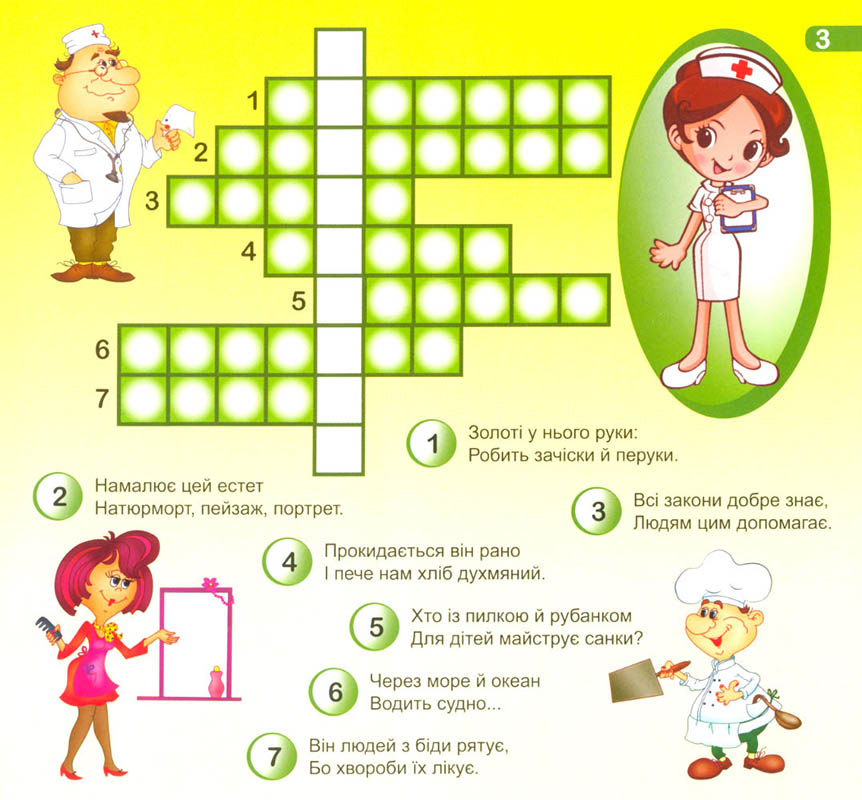 3
1
2
3
4
5
6
7
1
Золоті у нього руки:
Робить зачіски й перуки.
2
Намалює цей естет
Натюрморт, пейзаж, портрет.
3
Всі закони добре знає,
Людям цим допомагає.
4
Прокидається він рано
І пече нам хліб духмяний.
5
Хто із пилкою й рубанком
Для дітей майструє санки?
6
Через море й океан
Водить судно...
7
Він людей з біди рятує,
Бо хвороби їх лікує.